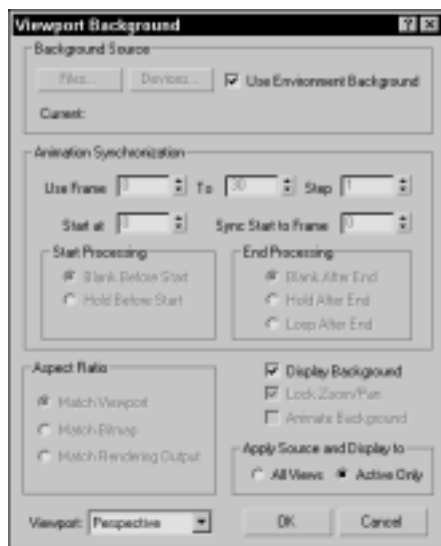 Viewport Background
Background Source
Files... Devices... Use Environment Background
Current:
Animation Synchronization
Use Frame 0 To 30 Step 1
Start at 0 Sync Start to Frame 0
Start Processing
Blank Before Start
Hold Before Start
End Processing
Blank After End
Hold After End
Loop After End
Aspect Ratio
Match Viewport
Match Bitmap
Match Rendering Output
Display Background
Lock Zoom/Pan
Animate Background
Apply Source and Display to
All Views Active Only
Viewport: Perspective OK Cancel